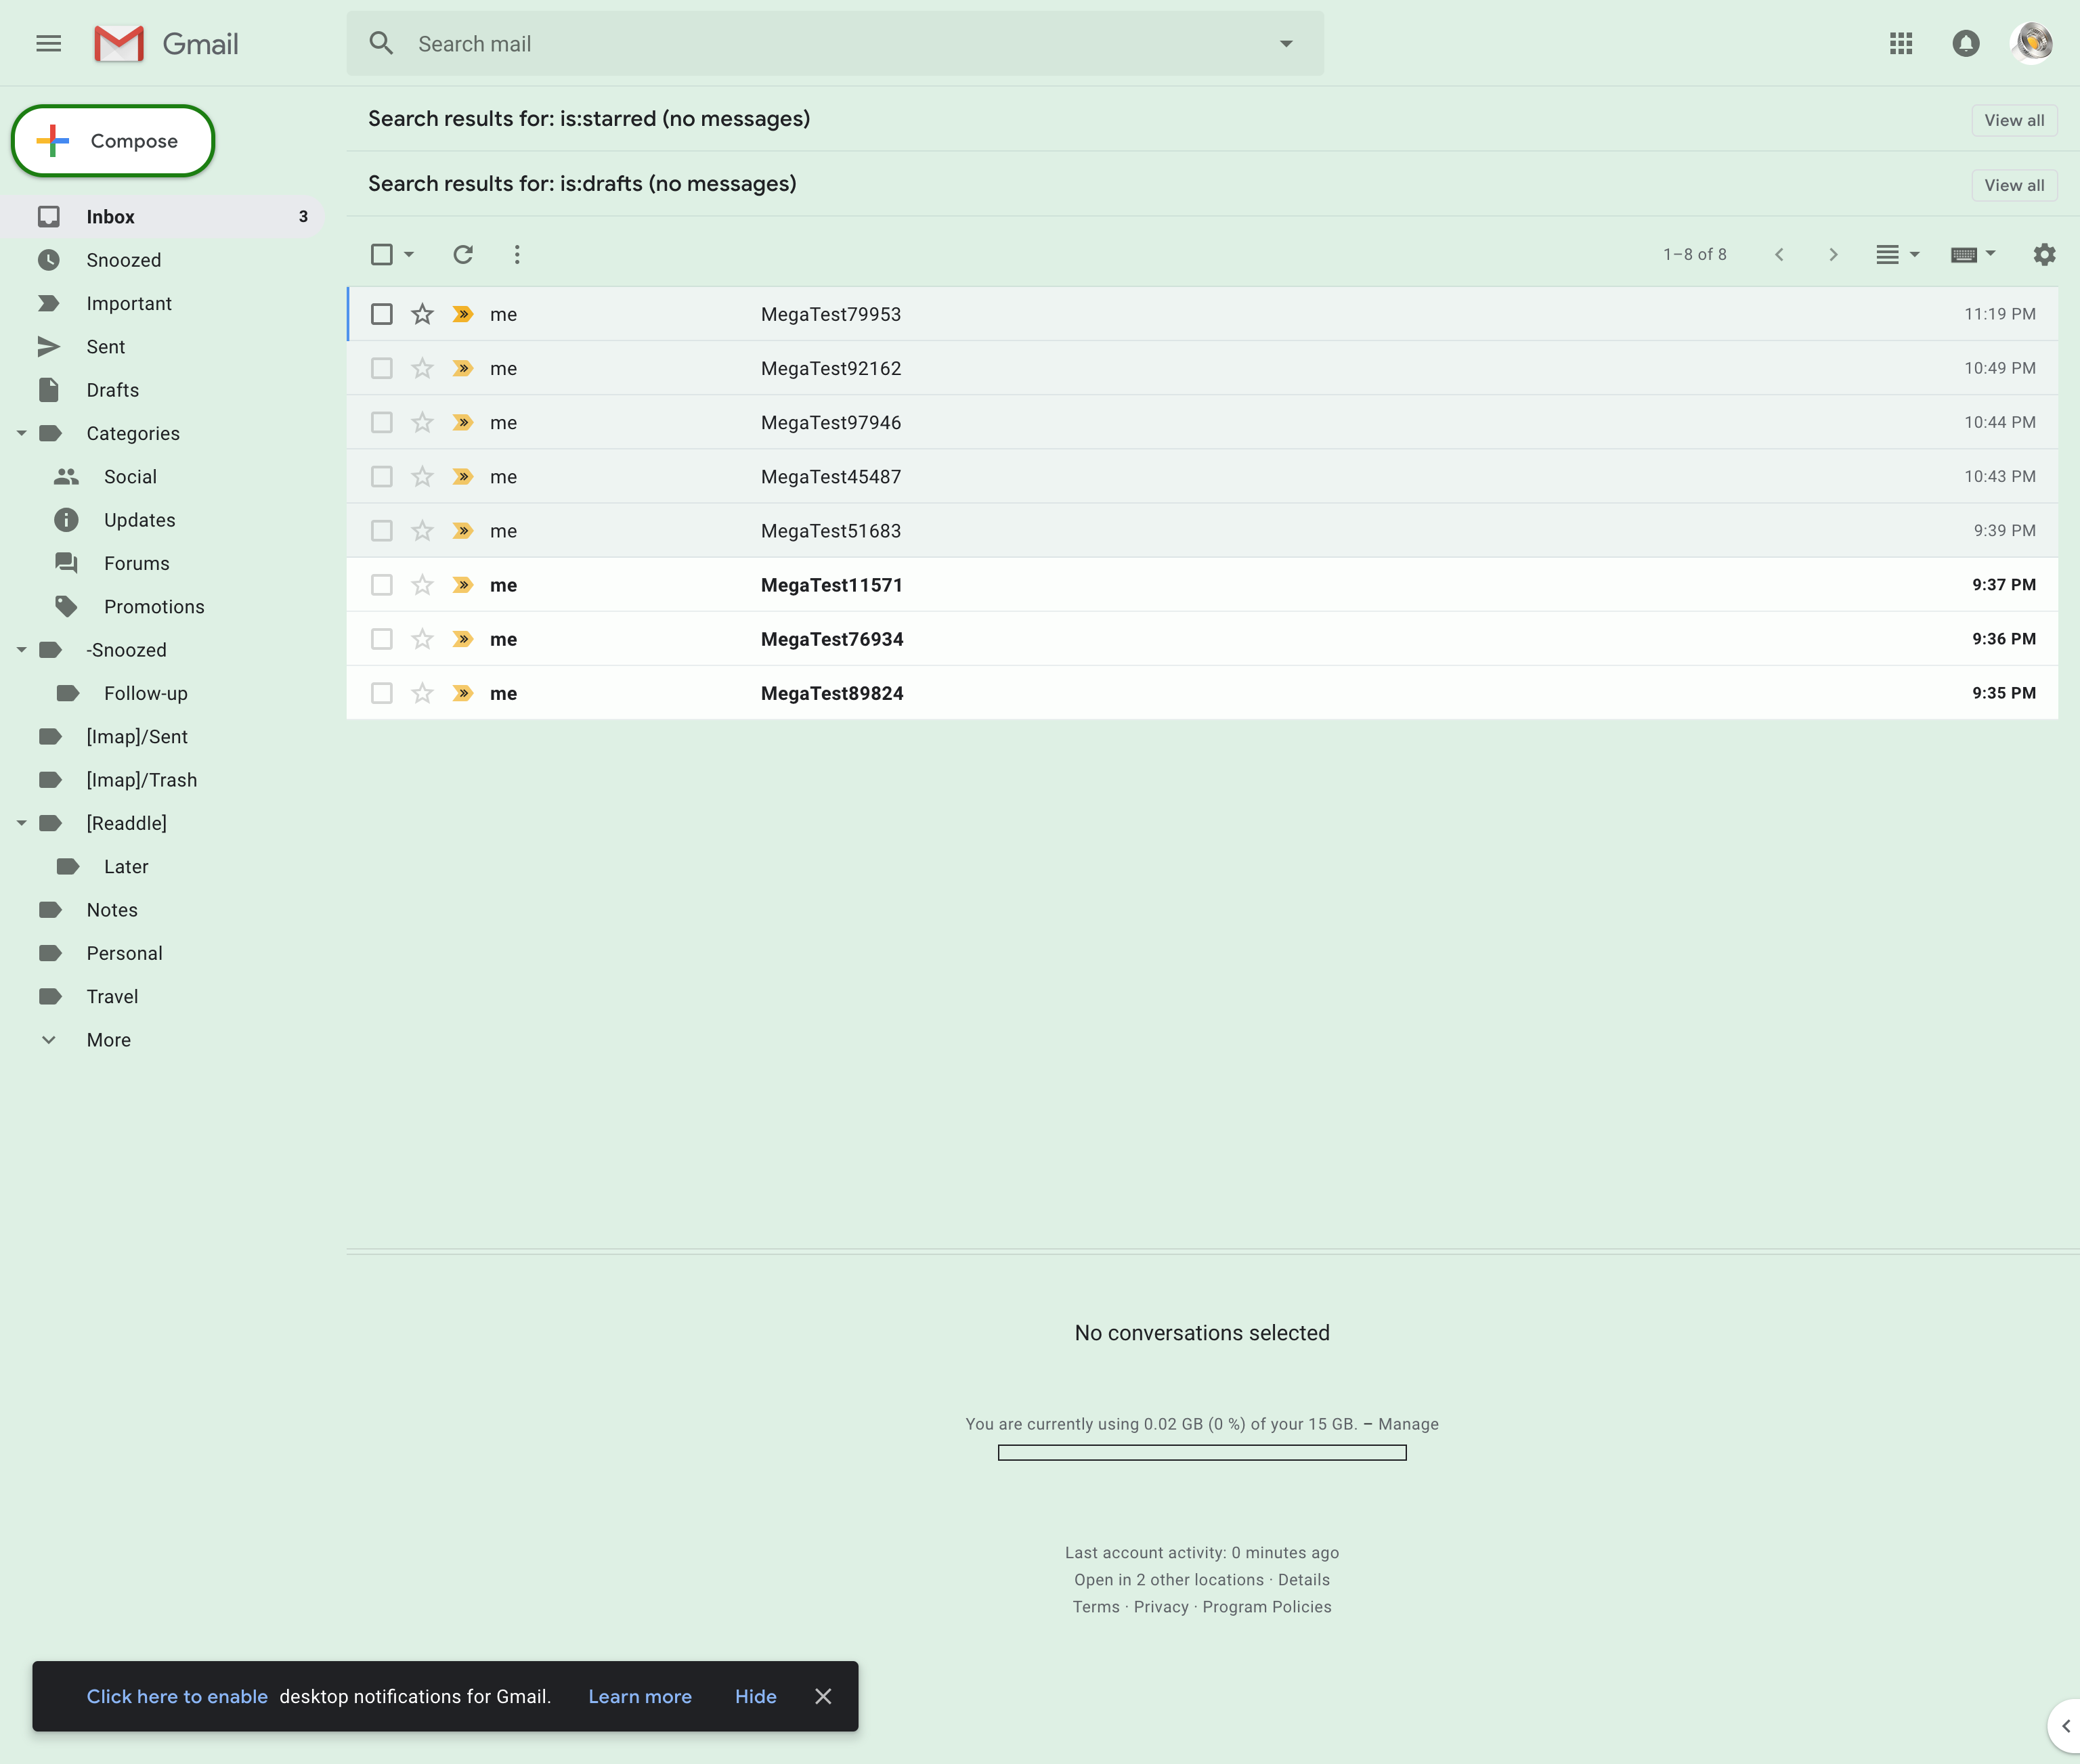 Gmail
Search mail
Compose
Inbox 3
Snoozed
Important
Sent
Drafts
Categories
Social
Updates
Forums
Promotions
-Snoozed
Follow-up
[Imap]/Sent
[Imap]/Trash
[Readdle]
Later
Notes
Personal
Travel
More
Search results for: is:starred (no messages) View all
Search results for: is:drafts (no messages) View all
1–8 of 8
me MegaTest79953 11:19 PM
me MegaTest92162 10:49 PM
me MegaTest97946 10:44 PM
me MegaTest45487 10:43 PM
me MegaTest51683 9:39 PM
me MegaTest11571 9:37 PM
me MegaTest76934 9:36 PM
me MegaTest89824 9:35 PM
No conversations selected
You are currently using 0.02 GB (0 %) of your 15 GB. – Manage
Last account activity: 0 minutes ago
Open in 2 other locations · Details
Terms · Privacy · Program Policies
Click here to enable desktop notifications for Gmail. Learn more Hide